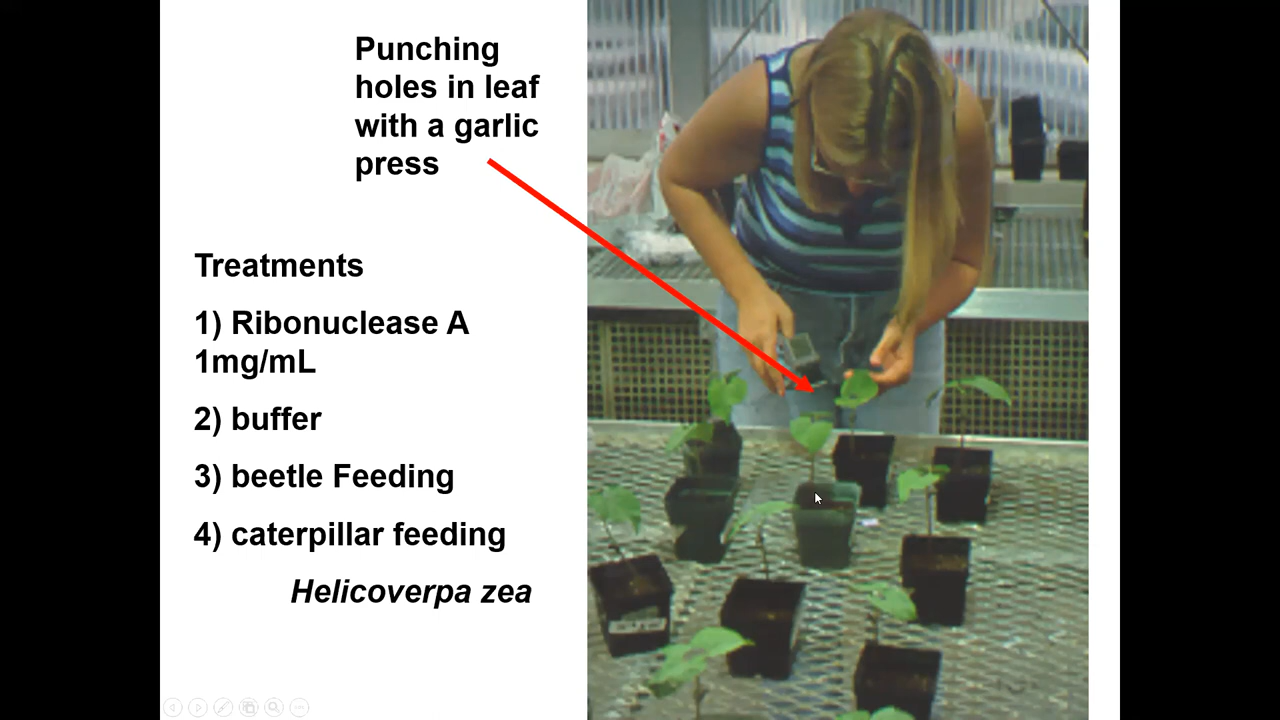 Punching
holes in leaf
with a garlic
press
Treatments
1) Ribonuclease A
1mg/mL
2) buffer
3) beetle Feeding
4) caterpillar feeding
Helicoverpa zea